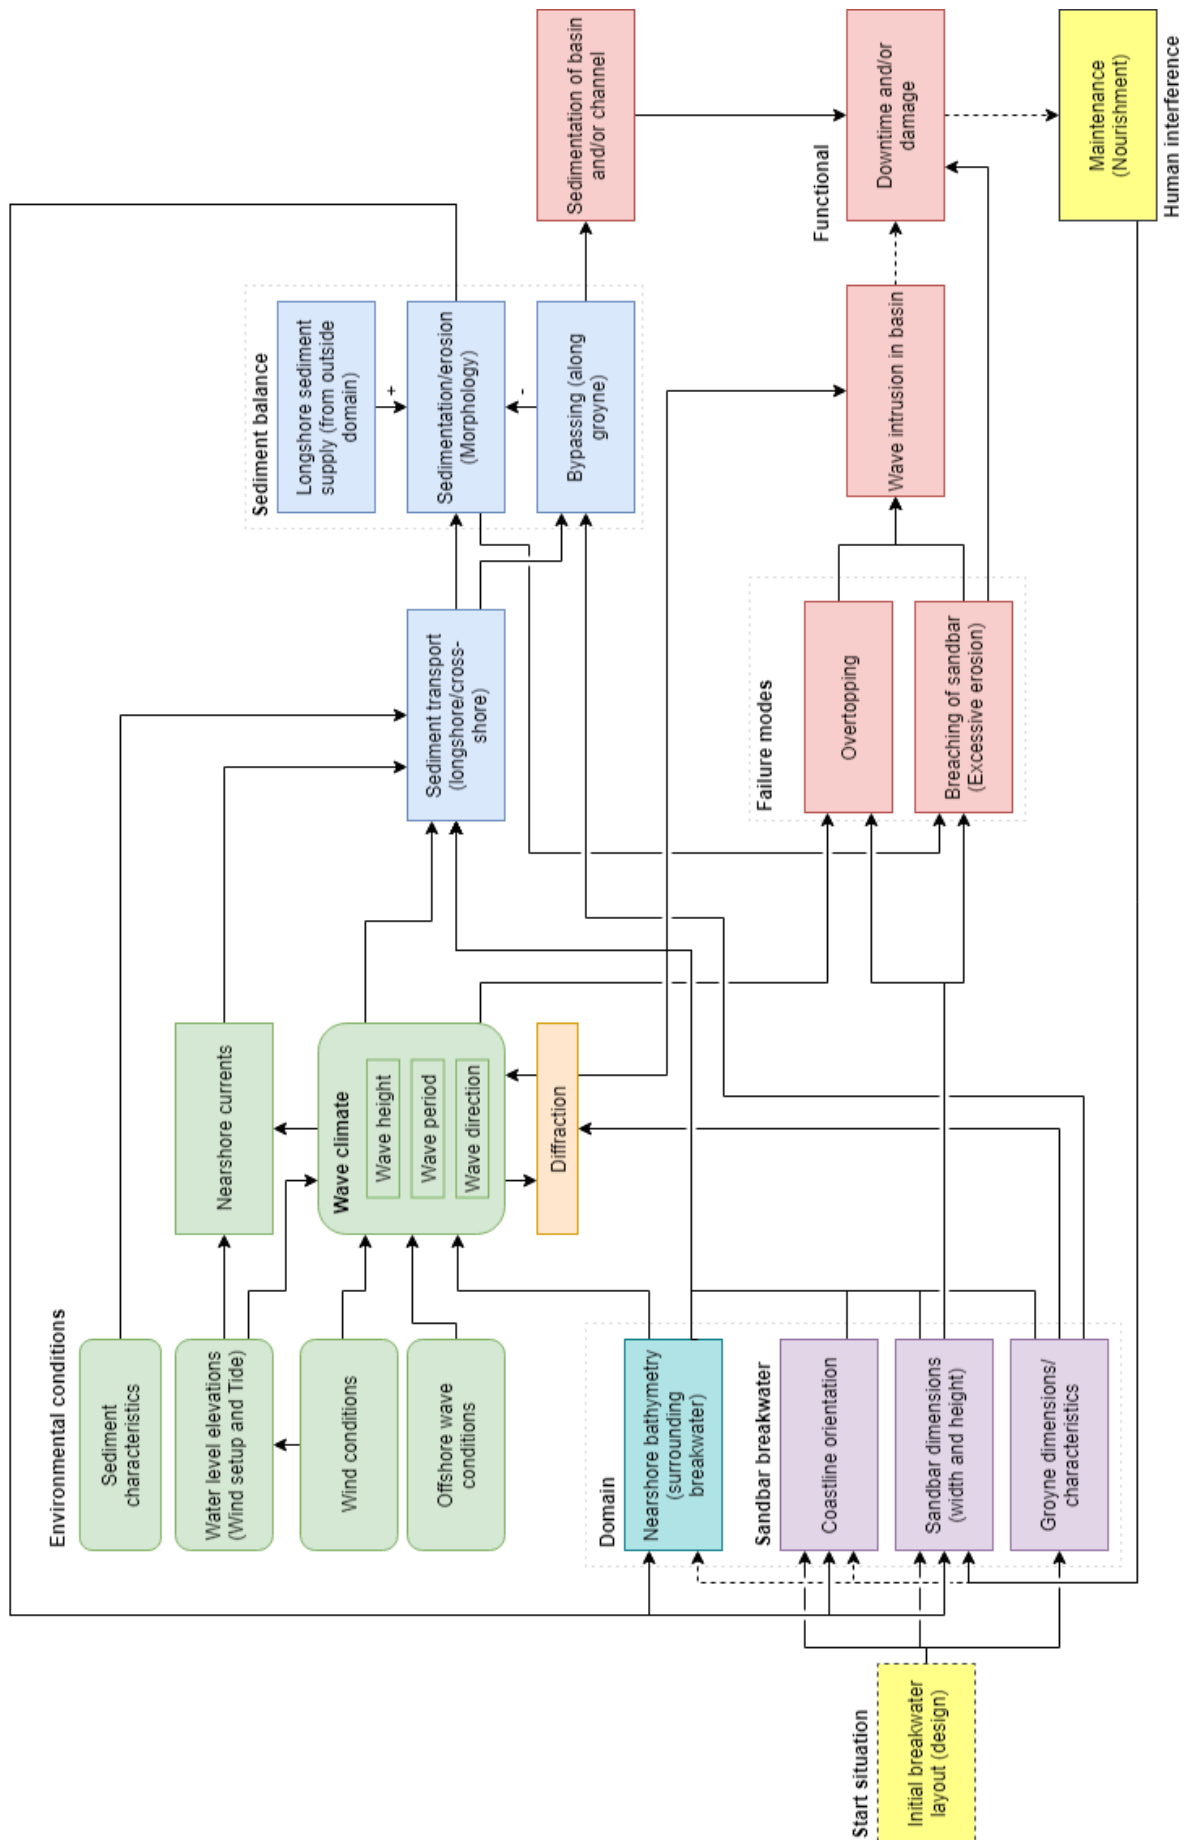 Environmental conditions
Sediment
characteristics
Water level elevations
(Wind setup and Tide)
Wind conditions
Offshore wave
conditions
Nearshore currents
Wave climate
Wave height
Wave period
Wave direction
Diffraction
Start situation
Initial breakwater
layout (design)
Domain
Nearshore bathymetry
(surrounding
breakwater)
Sandbar breakwater
Coastline orientation
Sandbar dimensions
(width and height)
Groyne dimensions/
characteristics
Sediment transport
(longshore/cross-
shore)
Sediment balance
Longshore sediment
supply (from outside
domain)
+
Sedimentation/erosion
(Morphology)
-
Bypassing (along
groyne)
Failure modes
Overtopping
Breaching of sandbar
(Excessive erosion)
Wave intrusion in basin
Sedimentation of basin
and/or channel
Functional
Downtime and/or
damage
Maintenance
(Nourishment)
Human interference